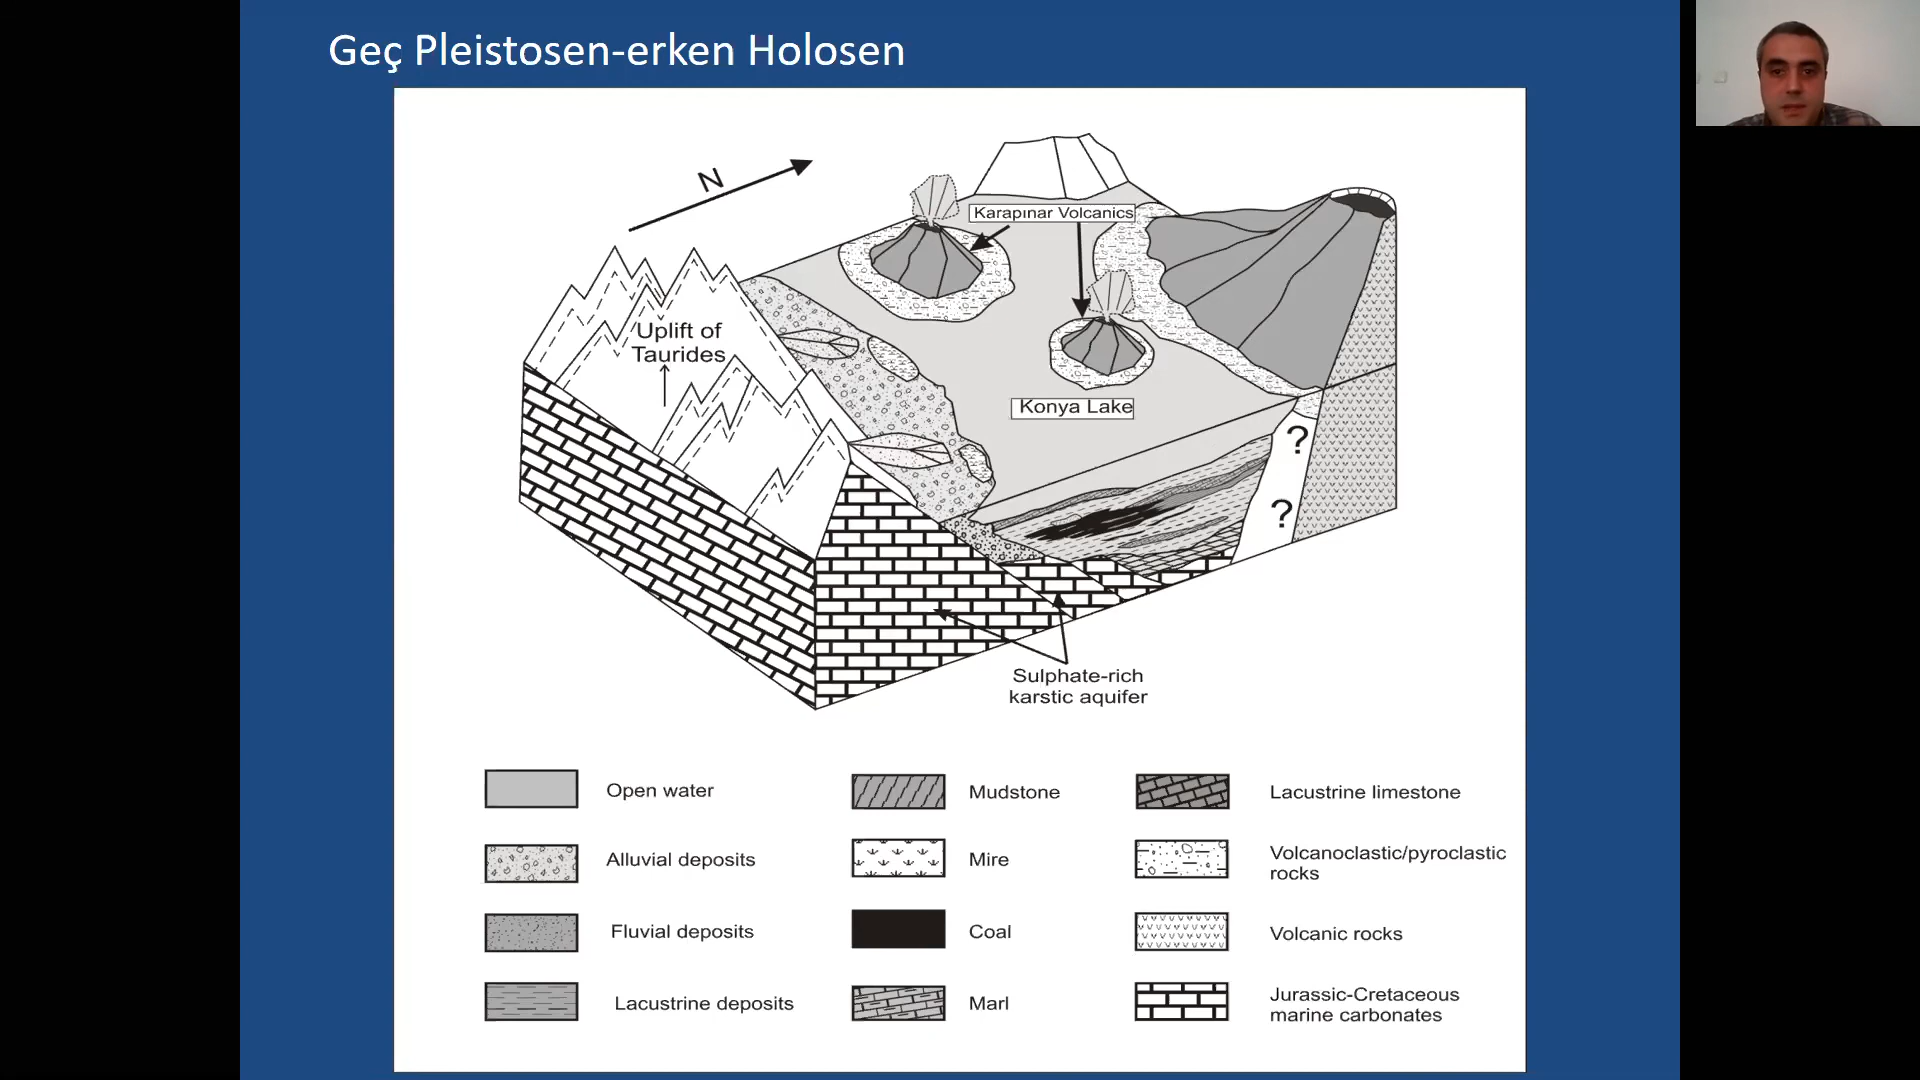 Geç Pleistosen-erken Holosen
N
Karapınar Volcanics
Uplift of
Taurides
Konya Lake
?
?
Sulphate-rich
karstic aquifer
Open water
Mudstone
Lacustrine limestone
Alluvial deposits
Mire
Volcanoclastic/pyroclastic
rocks
Fluvial deposits
Coal
Volcanic rocks
Lacustrine deposits
Marl
Jurassic-Cretaceous
marine carbonates